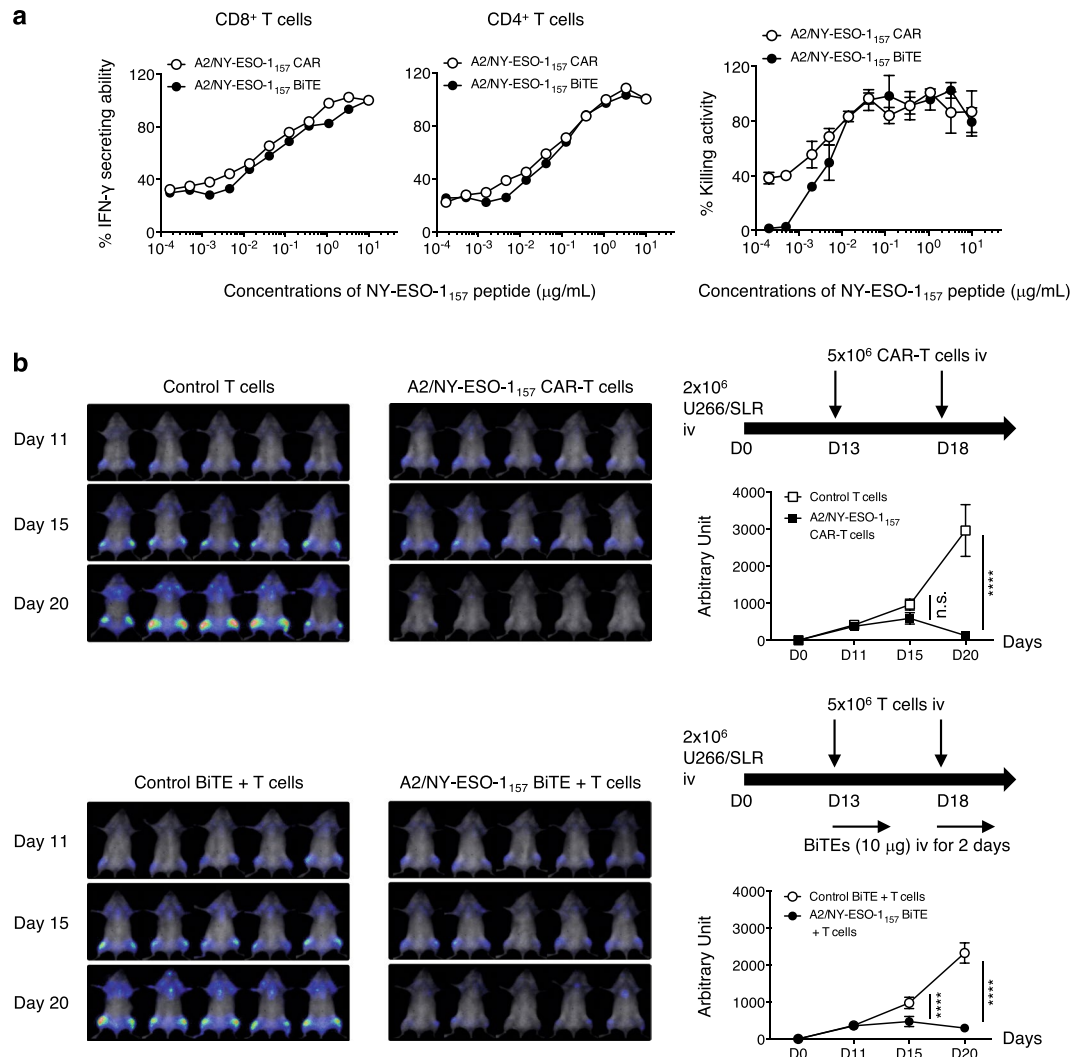 a
CD8⁺ T cells
A2/NY-ESO-1₁₅₇ CAR
A2/NY-ESO-1₁₅₇ BiTE
% IFN-γ secreting ability
120
80
40
0
10⁻⁴ 10⁻³ 10⁻² 10⁻¹ 10⁰ 10¹
CD4⁺ T cells
A2/NY-ESO-1₁₅₇ CAR
A2/NY-ESO-1₁₅₇ BiTE
120
80
40
0
10⁻⁴ 10⁻³ 10⁻² 10⁻¹ 10⁰ 10¹
Concentrations of NY-ESO-1₁₅₇ peptide (μg/mL)
A2/NY-ESO-1₁₅₇ CAR
A2/NY-ESO-1₁₅₇ BiTE
% Killing activity
120
80
40
0
10⁻⁴ 10⁻³ 10⁻² 10⁻¹ 10⁰ 10¹
Concentrations of NY-ESO-1₁₅₇ peptide (μg/mL)
b
Control T cells
A2/NY-ESO-1₁₅₇ CAR-T cells
Day 11
Day 15
Day 20
5x10⁶ CAR-T cells iv
2x10⁶
U266/SLR
iv
D0 D13 D18
Control T cells
A2/NY-ESO-1₁₅₇
CAR-T cells
Arbitrary Unit
4000
3000
2000
1000
0
n.s.
****
D0 D11 D15 D20 Days
Control BiTE + T cells
A2/NY-ESO-1₁₅₇ BiTE + T cells
Day 11
Day 15
Day 20
5x10⁶ T cells iv
2x10⁶
U266/SLR
iv
D0 D13 D18
BiTEs (10 μg) iv for 2 days
Control BiTE + T cells
A2/NY-ESO-1₁₅₇ BiTE
+ T cells
Arbitrary Unit
4000
3000
2000
1000
0
****
****
D0 D11 D15 D20 Days